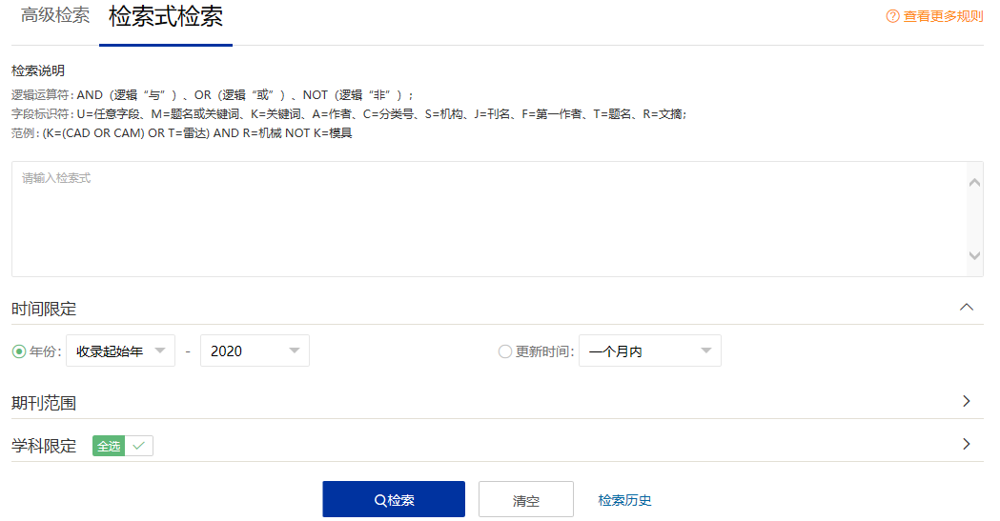 高级检索 检索式检索 查看更多规则
检索说明
逻辑运算符: AND（逻辑“与”）、OR（逻辑“或”）、NOT（逻辑“非”）;
字段标识符: U=任意字段、M=题名或关键词、K=关键词、A=作者、C=分类号、S=机构、J=刊名、F=第一作者、T=题名、R=文摘;
范例: (K=(CAD OR CAM) OR T=雷达) AND R=机械 NOT K=模具
请输入检索式
时间限定
年份: 收录起始年 - 2020 更新时间: 一个月内
期刊范围
学科限定 全选
检索 清空 检索历史